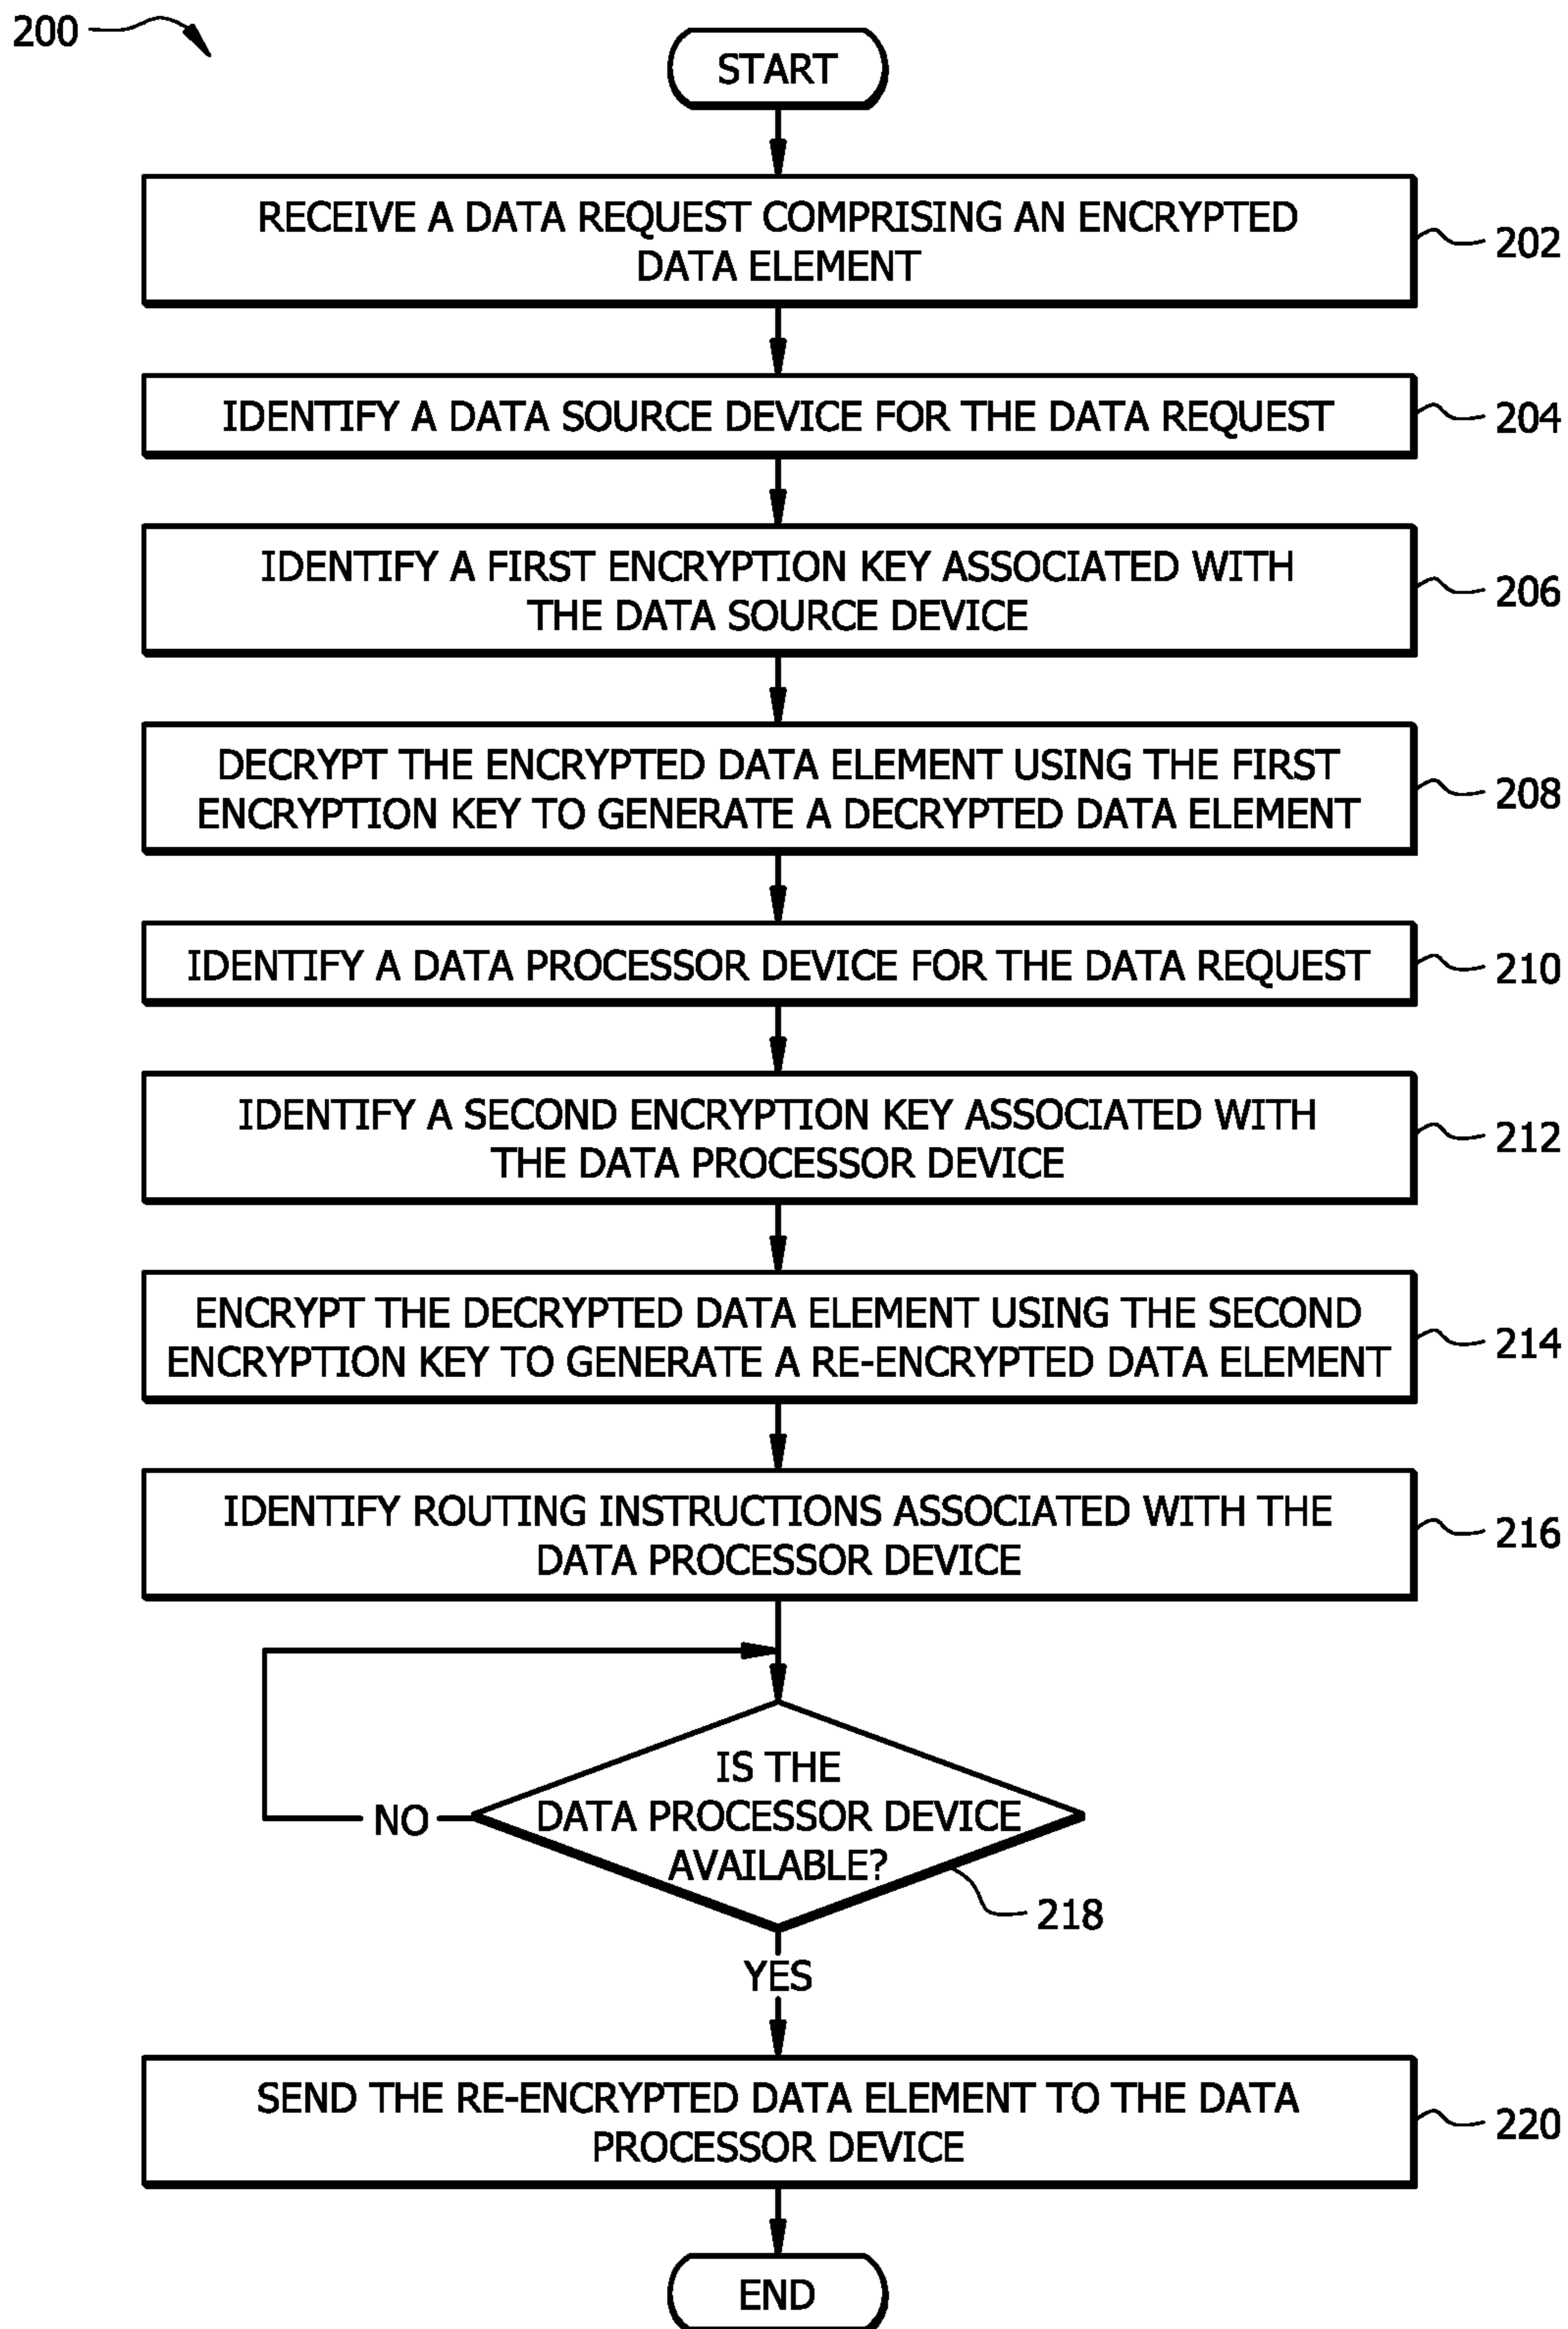 200
START
RECEIVE A DATA REQUEST COMPRISING AN ENCRYPTED
DATA ELEMENT
202
IDENTIFY A DATA SOURCE DEVICE FOR THE DATA REQUEST
204
IDENTIFY A FIRST ENCRYPTION KEY ASSOCIATED WITH
THE DATA SOURCE DEVICE
206
DECRYPT THE ENCRYPTED DATA ELEMENT USING THE FIRST
ENCRYPTION KEY TO GENERATE A DECRYPTED DATA ELEMENT
208
IDENTIFY A DATA PROCESSOR DEVICE FOR THE DATA REQUEST
210
IDENTIFY A SECOND ENCRYPTION KEY ASSOCIATED WITH
THE DATA PROCESSOR DEVICE
212
ENCRYPT THE DECRYPTED DATA ELEMENT USING THE SECOND
ENCRYPTION KEY TO GENERATE A RE-ENCRYPTED DATA ELEMENT
214
IDENTIFY ROUTING INSTRUCTIONS ASSOCIATED WITH THE
DATA PROCESSOR DEVICE
216
IS THE
DATA PROCESSOR DEVICE
AVAILABLE?
NO
218
YES
SEND THE RE-ENCRYPTED DATA ELEMENT TO THE DATA
PROCESSOR DEVICE
220
END